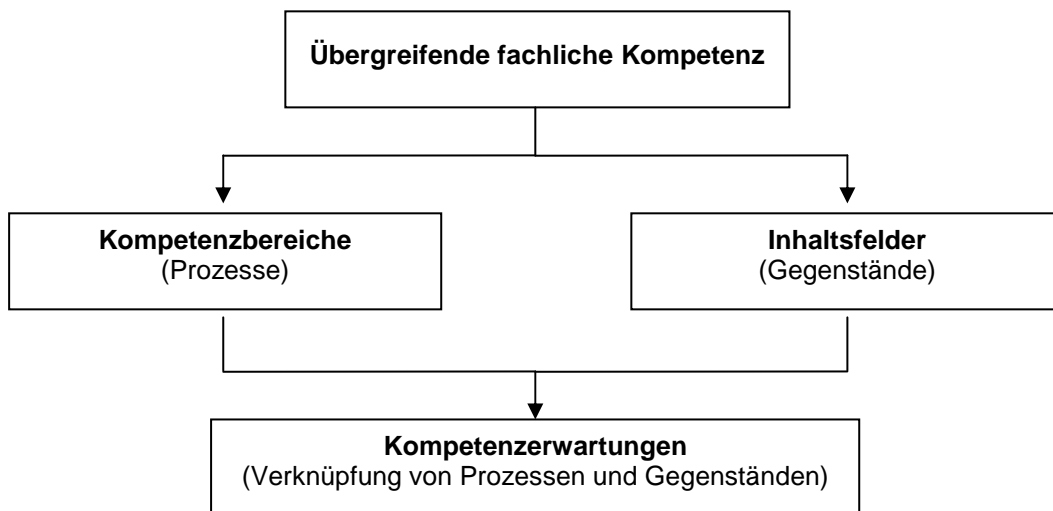 Übergreifende fachliche Kompetenz
Kompetenzbereiche
(Prozesse)
Inhaltsfelder
(Gegenstände)
Kompetenzerwartungen
(Verknüpfung von Prozessen und Gegenständen)